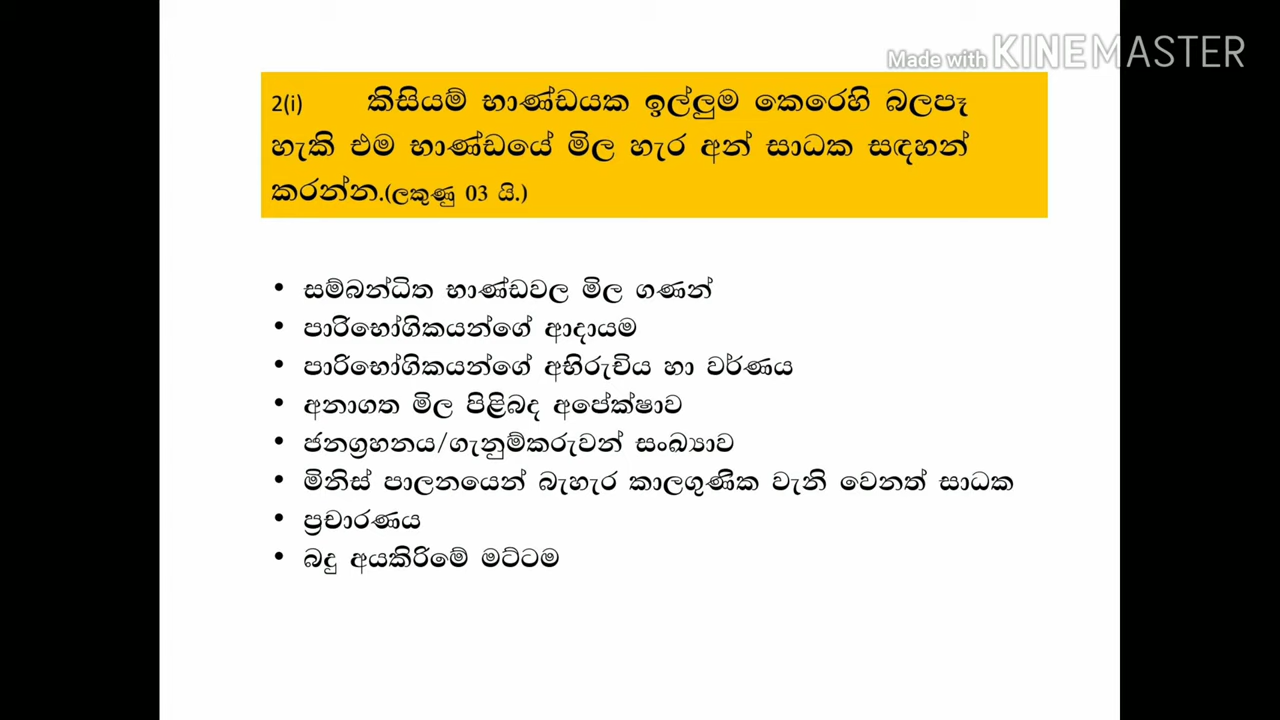 Made with KINEMASTER
2(i) කිසියම් භාණ්ඩයක ඉල්ලුම කෙරෙහි බලපෑ
හැකි එම භාණ්ඩයේ මිල හැර අන් සාධක සඳහන්
කරන්න.(ලකුණු 03 යි.)
• සම්බන්ධිත භාණ්ඩවල මිල ගණන්
• පාරිභෝගිකයන්ගේ ආදායම
• පාරිභෝගිකයන්ගේ අභිරුචිය හා වර්ණය
• අනාගත මිල පිළිබද අපේක්ෂාව
• ජනග්‍රහනය/ගැනුම්කරුවන් සංඛ්‍යාව
• මිනිස් පාලනයෙන් බැහැර කාලගුණික වැනි වෙනත් සාධක
• ප්‍රචාරණය
• බදු අයකිරිමේ මට්ටම